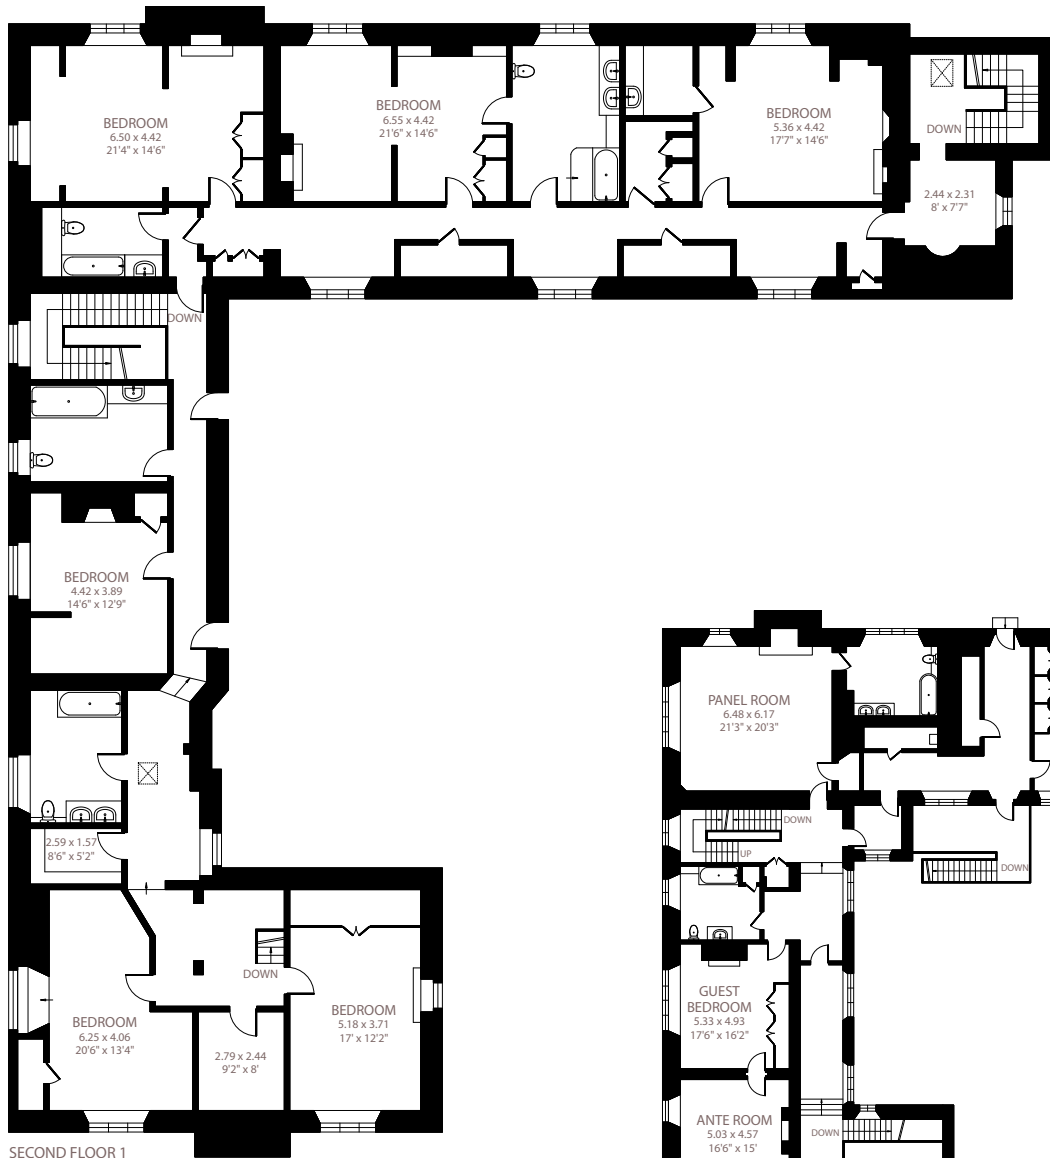 BEDROOM
6.50 x 4.42
21'4" x 14'6"
BEDROOM
6.55 x 4.42
21'6" x 14'6"
BEDROOM
5.36 x 4.42
17'7" x 14'6"
DOWN
2.44 x 2.31
8' x 7'7"
DOWN
BEDROOM
4.42 x 3.89
14'6" x 12'9"
2.59 x 1.57
8'6" x 5'2"
DOWN
BEDROOM
6.25 x 4.06
20'6" x 13'4"
2.79 x 2.44
9'2" x 8'
BEDROOM
5.18 x 3.71
17' x 12'2"
SECOND FLOOR 1
PANEL ROOM
6.48 x 6.17
21'3" x 20'3"
DOWN
UP
DOWN
GUEST
BEDROOM
5.33 x 4.93
17'6" x 16'2"
ANTE ROOM
5.03 x 4.57
16'6" x 15'
DOWN